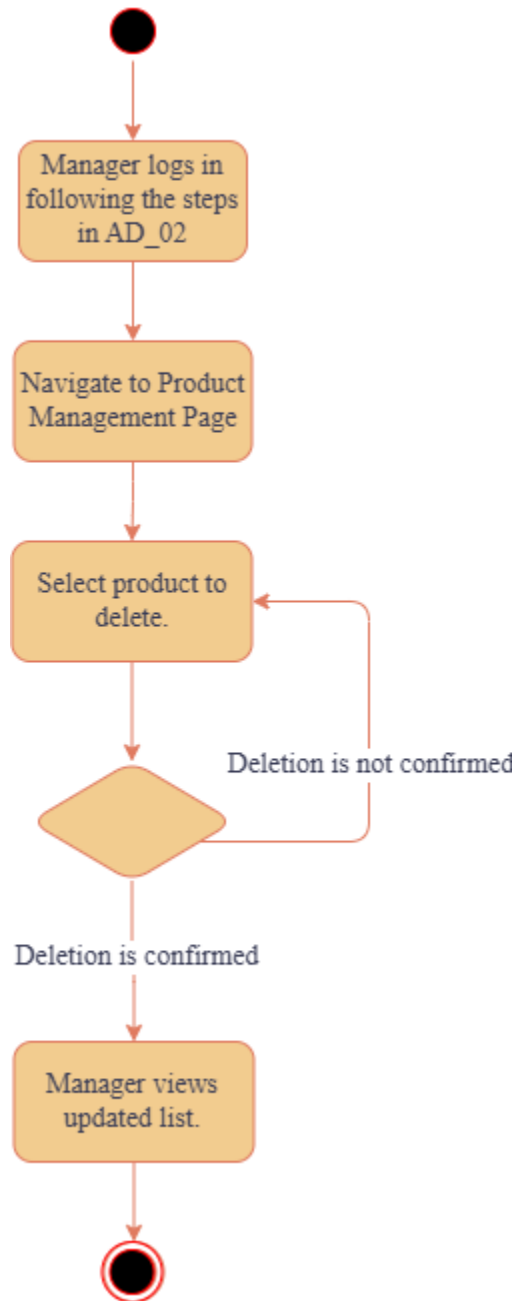 Manager logs in
following the steps
in AD_02
Navigate to Product
Management Page
Select product to
delete.
Deletion is not confirmed
Deletion is confirmed
Manager views
updated list.